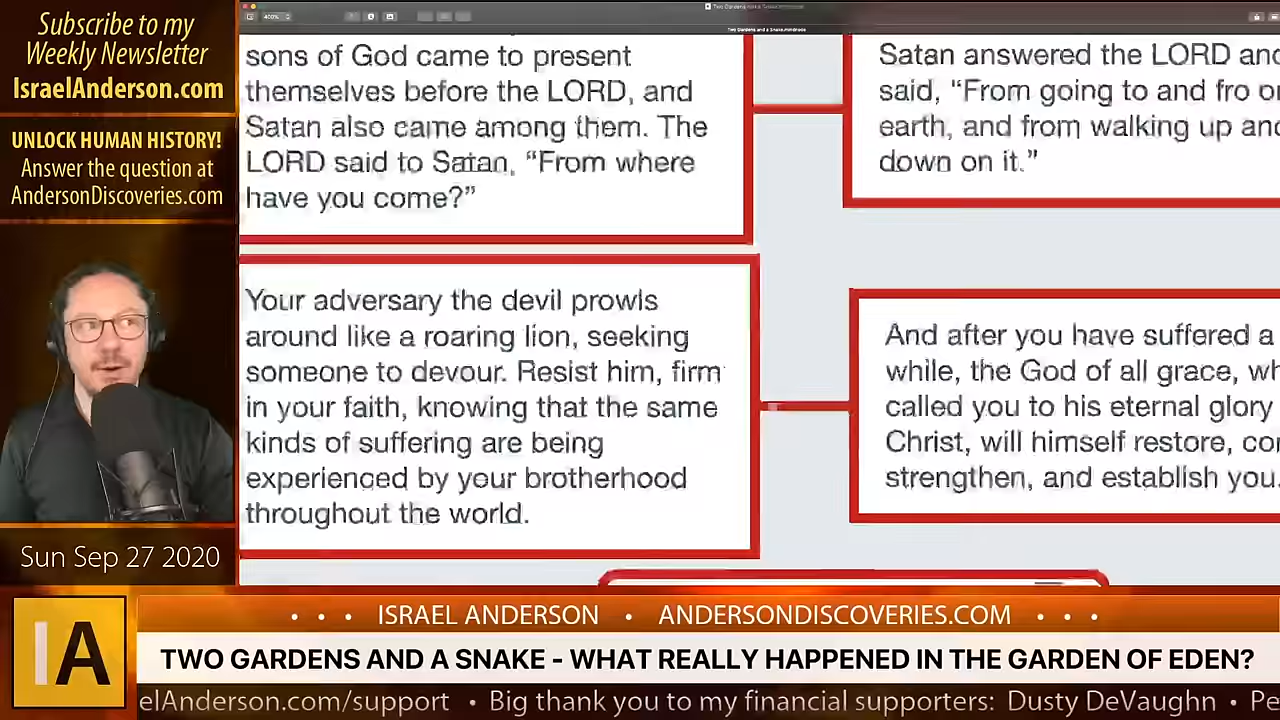 Subscribe to my
Weekly Newsletter
IsraelAnderson.com
UNLOCK HUMAN HISTORY!
Answer the question at
AndersonDiscoveries.com
400%
Two Gardens and a Snake.mindnode
sons of God came to present
themselves before the LORD, and
Satan also came among them. The
LORD said to Satan, “From where
have you come?”
Satan answered the LORD and
said, “From going to and fro on
earth, and from walking up and
down on it.”
Your adversary the devil prowls
around like a roaring lion, seeking
someone to devour. Resist him, firm
in your faith, knowing that the same
kinds of suffering are being
experienced by your brotherhood
throughout the world.
And after you have suffered a
while, the God of all grace, wh
called you to his eternal glory
Christ, will himself restore, co
strengthen, and establish you.
Sun Sep 27 2020
IA
• • • ISRAEL ANDERSON • ANDERSONDISCOVERIES.COM • • •
TWO GARDENS AND A SNAKE - WHAT REALLY HAPPENED IN THE GARDEN OF EDEN?
elAnderson.com/support • Big thank you to my financial supporters: Dusty DeVaughn • Pe